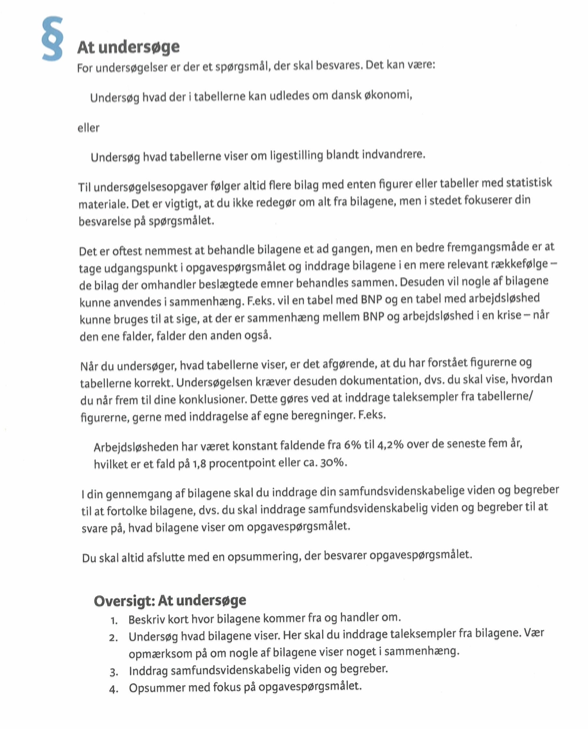 §
At undersøge
For undersøgelser er der et spørgsmål, der skal besvares. Det kan være:
Undersøg hvad der i tabellerne kan udledes om dansk økonomi,
eller
Undersøg hvad tabellerne viser om ligestilling blandt indvandrere.
Til undersøgelsesopgaver følger altid flere bilag med enten figurer eller tabeller med statistisk
materiale. Det er vigtigt, at du ikke redegør om alt fra bilagene, men i stedet fokuserer din
besvarelse på spørgsmålet.
Det er oftest nemmest at behandle bilagene et ad gangen, men en bedre fremgangsmåde er at
tage udgangspunkt i opgavespørgsmålet og inddrage bilagene i en mere relevant rækkefølge –
de bilag der omhandler beslægtede emner behandles sammen. Desuden vil nogle af bilagene
kunne anvendes i sammenhæng. F.eks. vil en tabel med BNP og en tabel med arbejdsløshed
kunne bruges til at sige, at der er sammenhæng mellem BNP og arbejdsløshed i en krise – når
den ene falder, falder den anden også.
Når du undersøger, hvad tabellerne viser, er det afgørende, at du har forstået figurerne og
tabellerne korrekt. Undersøgelsen kræver desuden dokumentation, dvs. du skal vise, hvordan
du når frem til dine konklusioner. Dette gøres ved at inddrage taleksempler fra tabellerne/
figurerne, gerne med inddragelse af egne beregninger. F.eks.
Arbejdsløsheden har været konstant faldende fra 6% til 4,2% over de seneste fem år,
hvilket er et fald på 1,8 procentpoint eller ca. 30%.
I din gennemgang af bilagene skal du inddrage din samfundsvidenskabelige viden og begreber
til at fortolke bilagene, dvs. du skal inddrage samfundsvidenskabelig viden og begreber til at
svare på, hvad bilagene viser om opgavespørgsmålet.
Du skal altid afslutte med en opsummering, der besvarer opgavespørgsmålet.
Oversigt: At undersøge
1. Beskriv kort hvor bilagene kommer fra og handler om.
2. Undersøg hvad bilagene viser. Her skal du inddrage taleksempler fra bilagene. Vær
opmærksom på om nogle af bilagene viser noget i sammenhæng.
3. Inddrag samfundsvidenskabelig viden og begreber.
4. Opsummer med fokus på opgavespørgsmålet.